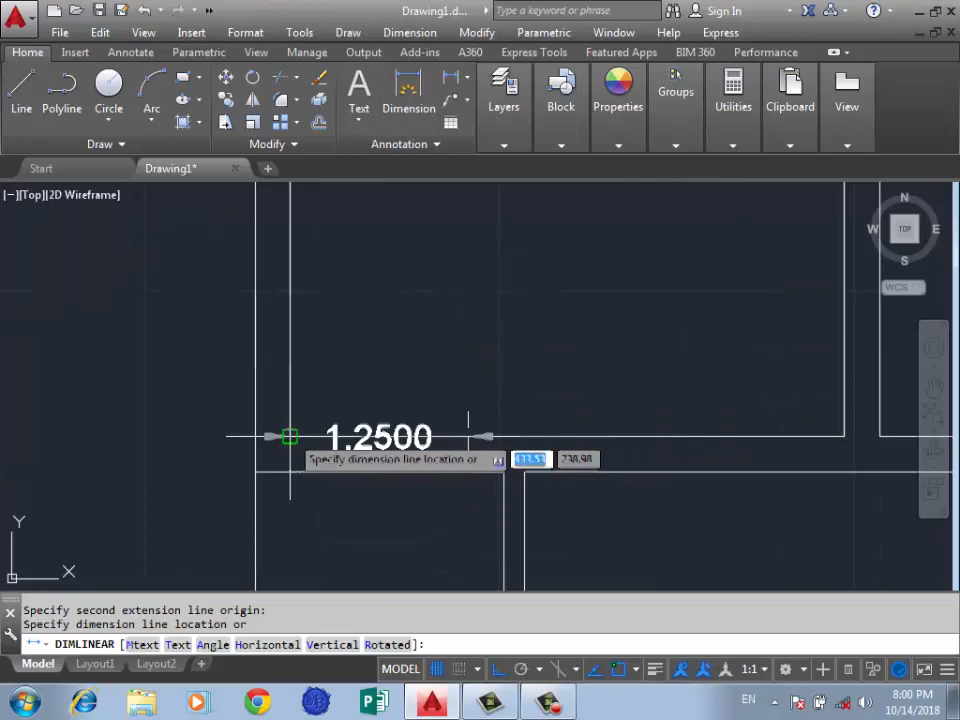 Drawing1.d...
Type a keyword or phrase
Sign In
File Edit View Insert Format Tools Draw Dimension Modify Parametric Window Help Express
Home Insert Annotate Parametric View Manage Output Add-ins A360 Express Tools Featured Apps BIM 360 Performance
Line Polyline Circle Arc
Text Dimension
Layers Block Properties Groups Utilities Clipboard View
Draw Modify Annotation
Start Drawing1*
[−][Top][2D Wireframe]
N
W TOP E
S
WCS
1.2500
Specify dimension line location or
Y
X
Specify second extension line origin:
Specify dimension line location or
DIMLINEAR [Mtext Text Angle Horizontal Vertical Rotated]:
Model Layout1 Layout2
MODEL
1:1
EN
8:00 PM
10/14/2018